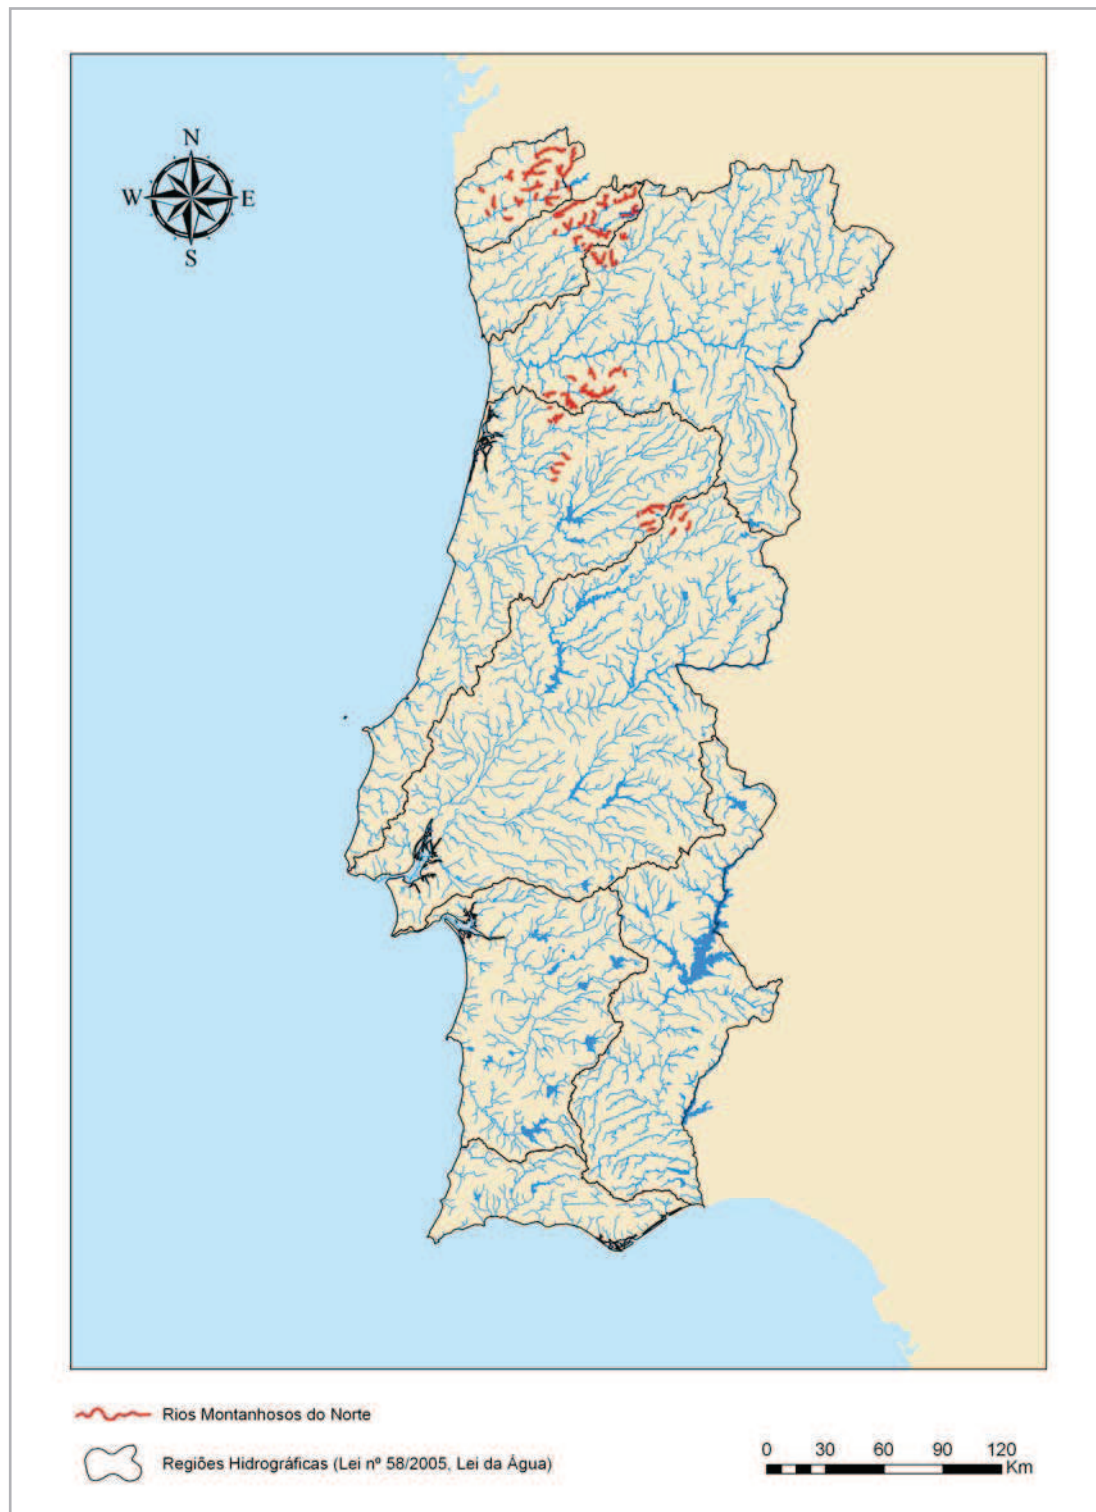 N
W E
S
Rios Montanhosos do Norte
Regiões Hidrográficas (Lei nº 58/2005, Lei da Água)
0 30 60 90 120
Km